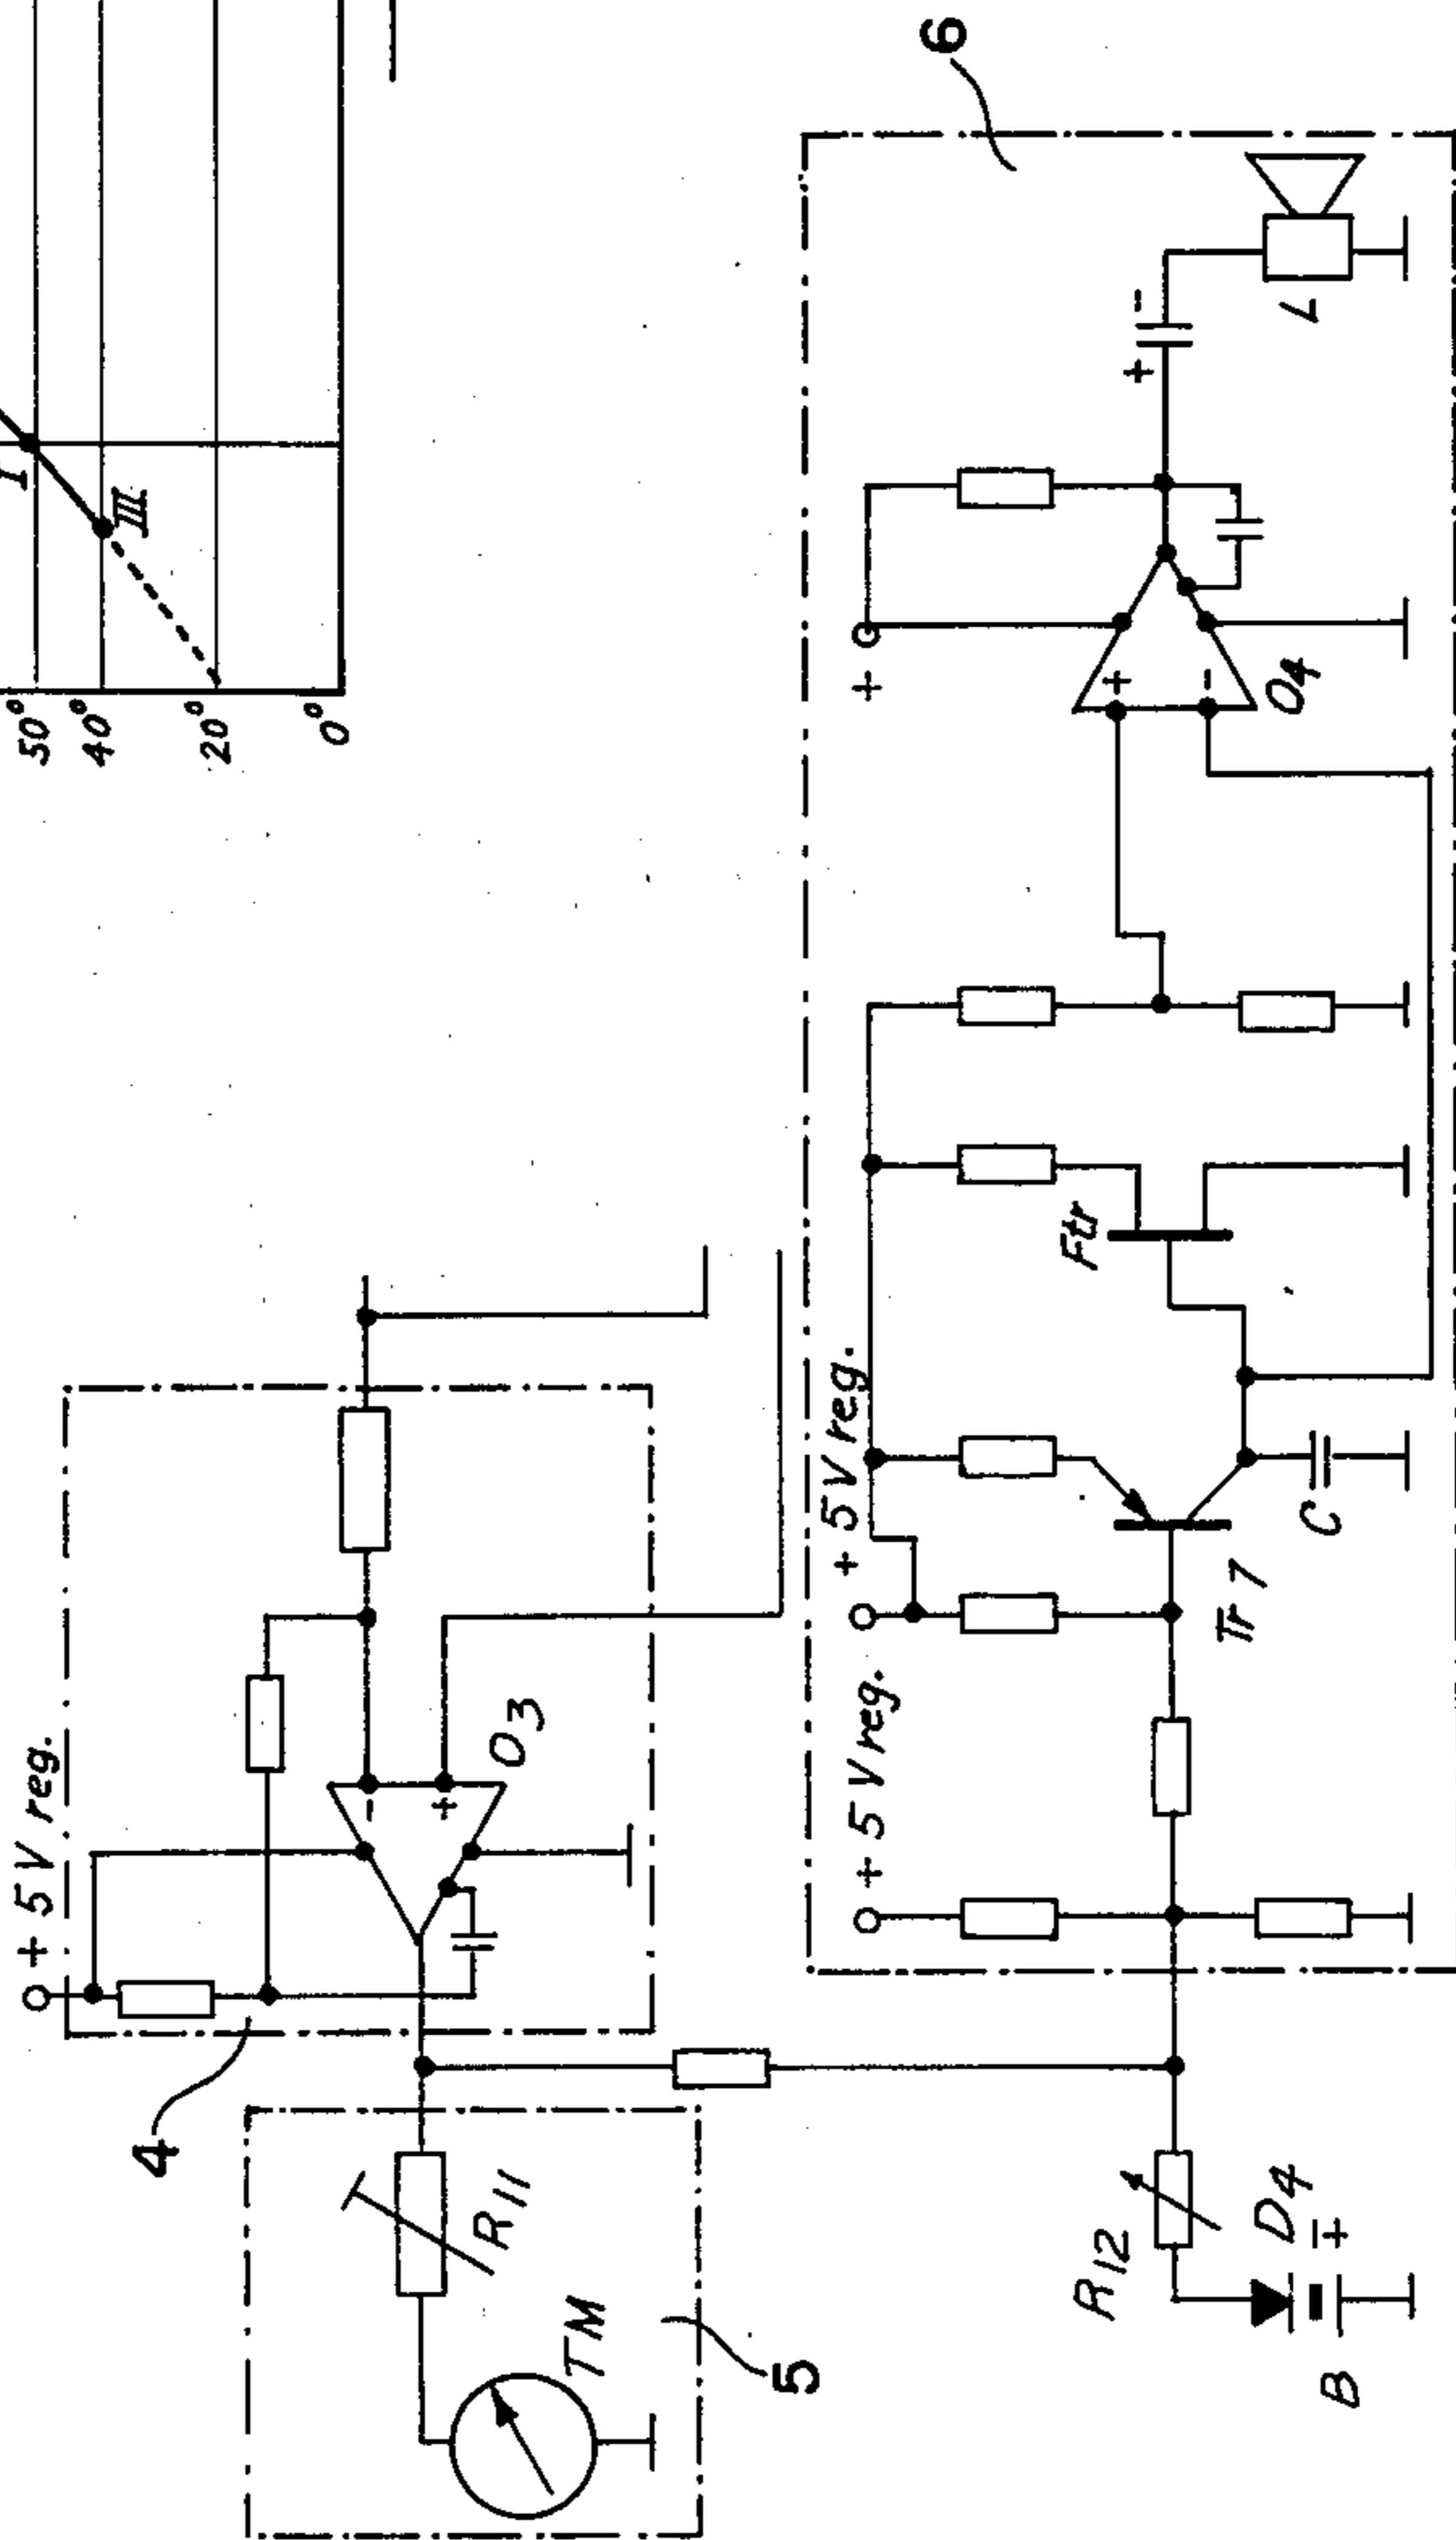 I
III
50°
40°
20°
0°
+ 5 V reg.
4
-
+
O3
R11
TM
5
6
+ 5 V reg.
+ 5 V reg.
Tr 7
C
Ftr
+
+
-
O4
+
-
L
R12
D4
-
+
B